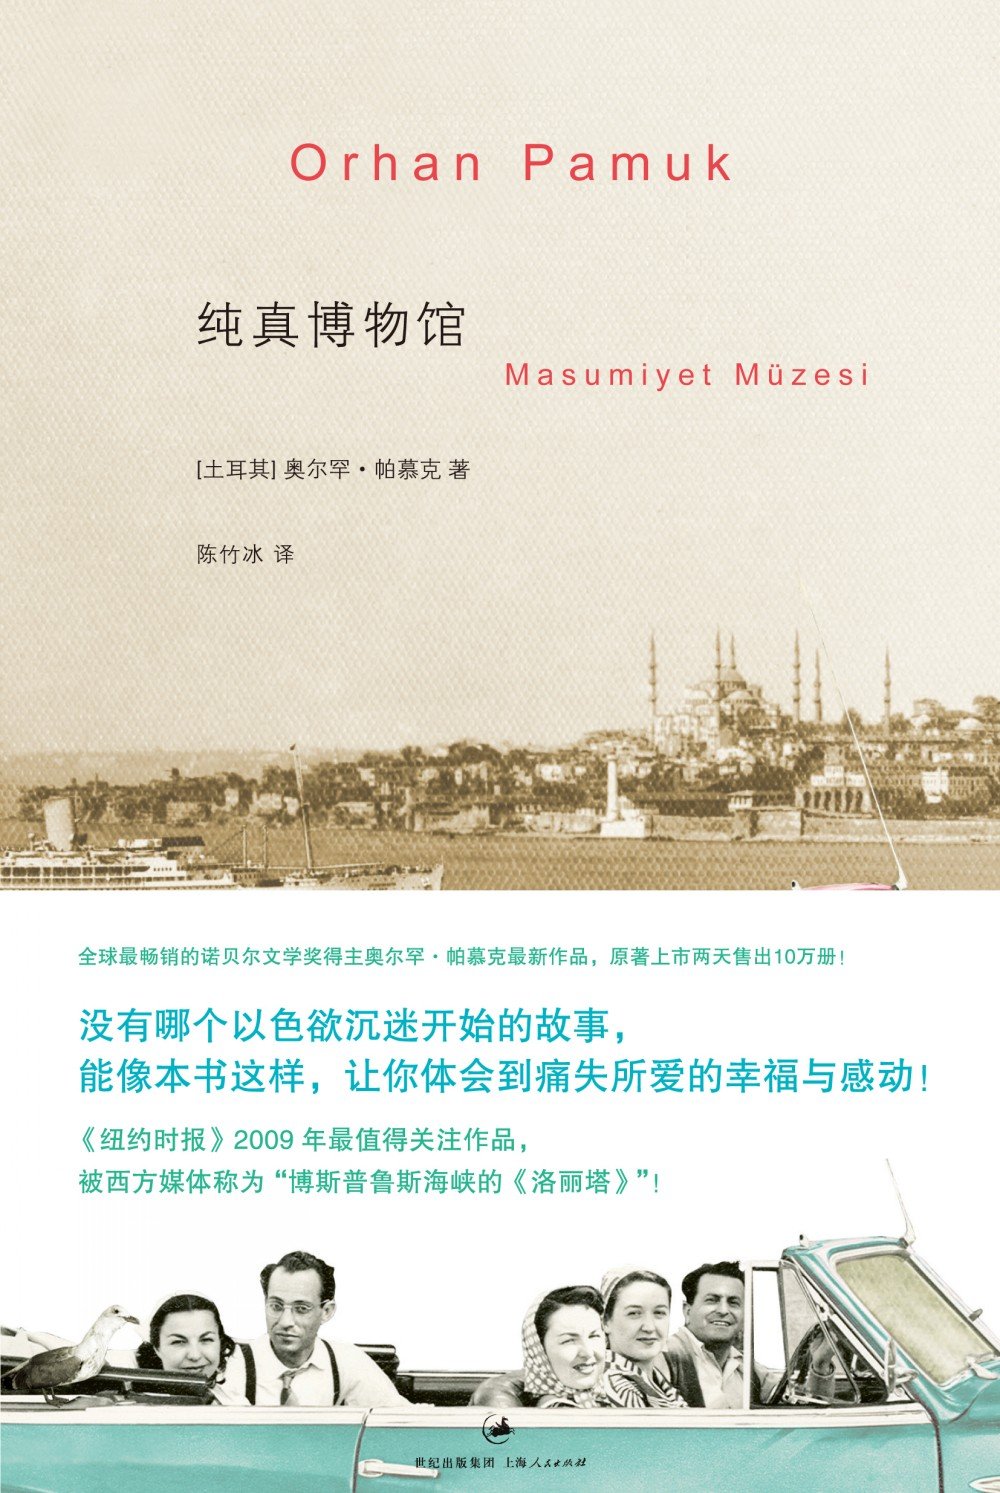 Orhan Pamuk
纯真博物馆
Masumiyet Müzesi
[土耳其] 奥尔罕·帕慕克 著
陈竹冰 译
全球最畅销的诺贝尔文学奖得主奥尔罕·帕慕克最新作品，原著上市两天售出10万册！
没有哪个以色欲沉迷开始的故事，
能像本书这样，让你体会到痛失所爱的幸福与感动！
《纽约时报》2009 年最值得关注作品，
被西方媒体称为“博斯普鲁斯海峡的《洛丽塔》”！
世纪出版集团 上海人民出版社